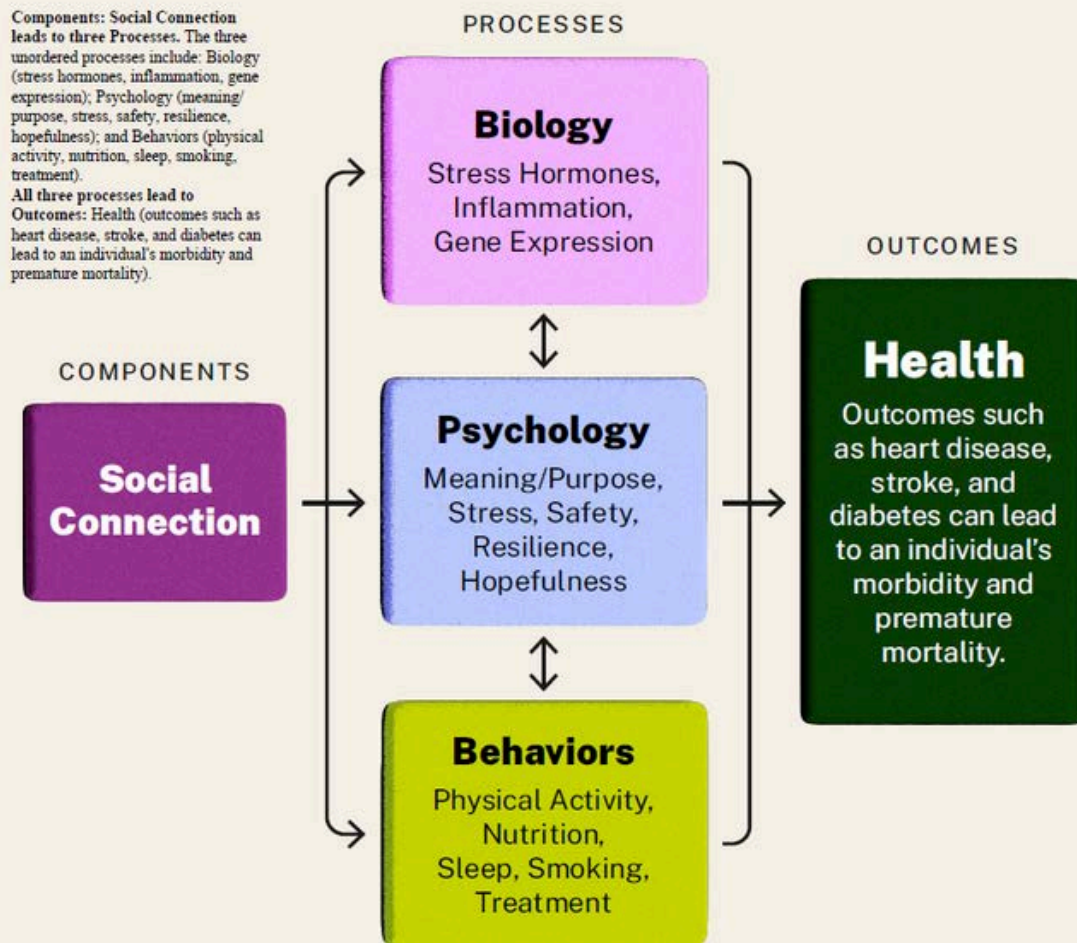 Components: Social Connection
leads to three Processes. The three
unordered processes include: Biology
(stress hormones, inflammation, gene
expression); Psychology (meaning/
purpose, stress, safety, resilience,
hopefulness); and Behaviors (physical
activity, nutrition, sleep, smoking,
treatment).
All three processes lead to
Outcomes: Health (outcomes such as
heart disease, stroke, and diabetes can
lead to an individual's morbidity and
premature mortality).
COMPONENTS
Social
Connection
PROCESSES
Biology
Stress Hormones,
Inflammation,
Gene Expression
Psychology
Meaning/Purpose,
Stress, Safety,
Resilience,
Hopefulness
Behaviors
Physical Activity,
Nutrition,
Sleep, Smoking,
Treatment
OUTCOMES
Health
Outcomes such
as heart disease,
stroke, and
diabetes can lead
to an individual’s
morbidity and
premature
mortality.